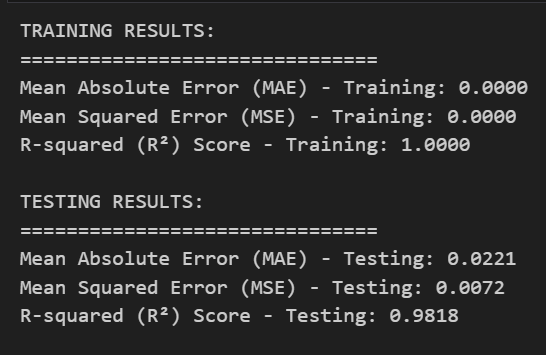 TRAINING RESULTS:
===============================
Mean Absolute Error (MAE) - Training: 0.0000
Mean Squared Error (MSE) - Training: 0.0000
R-squared (R²) Score - Training: 1.0000
TESTING RESULTS:
===============================
Mean Absolute Error (MAE) - Testing: 0.0221
Mean Squared Error (MSE) - Testing: 0.0072
R-squared (R²) Score - Testing: 0.9818